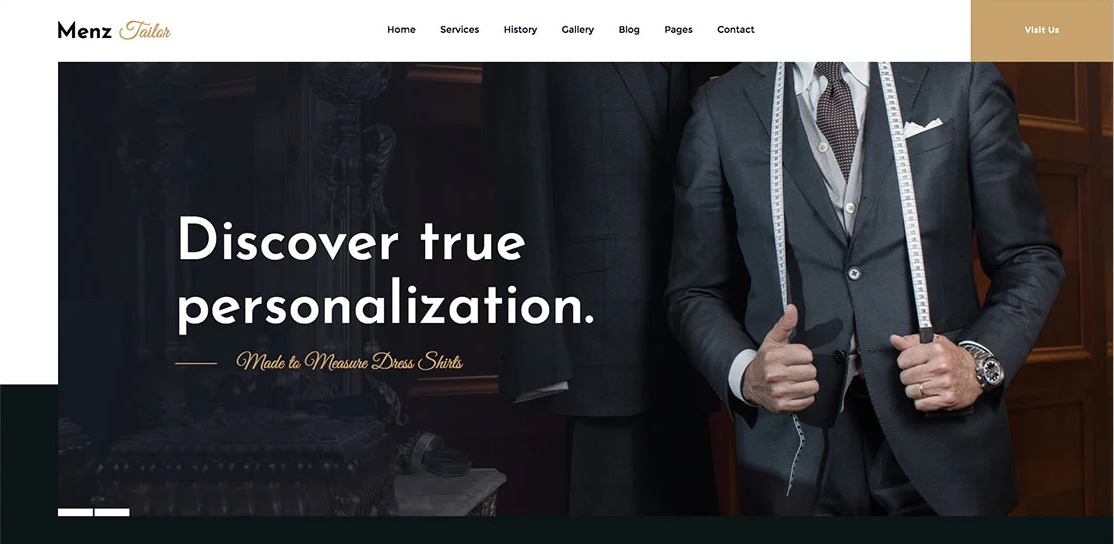 Menz Tailor
Home Services History Gallery Blog Pages Contact
Visit Us
Discover true
personalization.
Made to Measure Dress Shirts